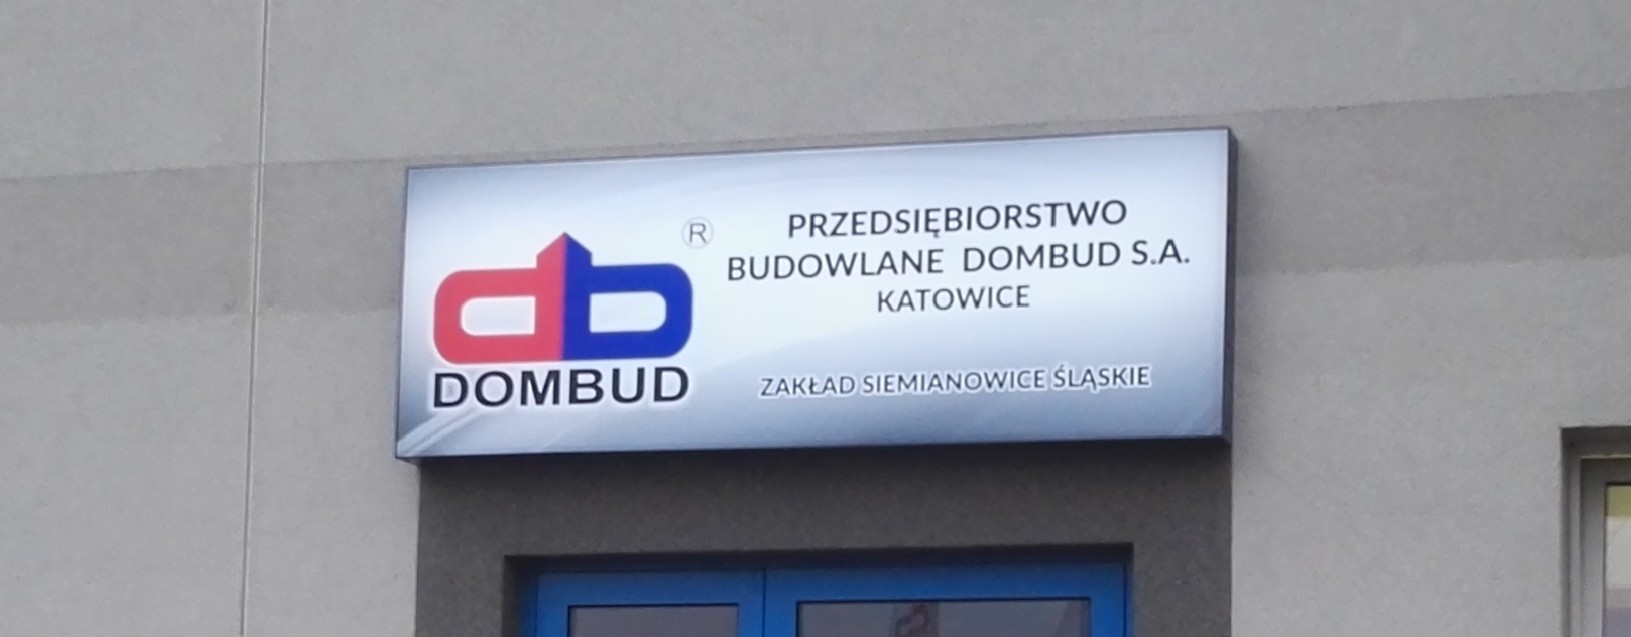 db ®
DOMBUD
PRZEDSIĘBIORSTWO
BUDOWLANE DOMBUD S.A.
KATOWICE
ZAKŁAD SIEMIANOWICE ŚLĄSKIE